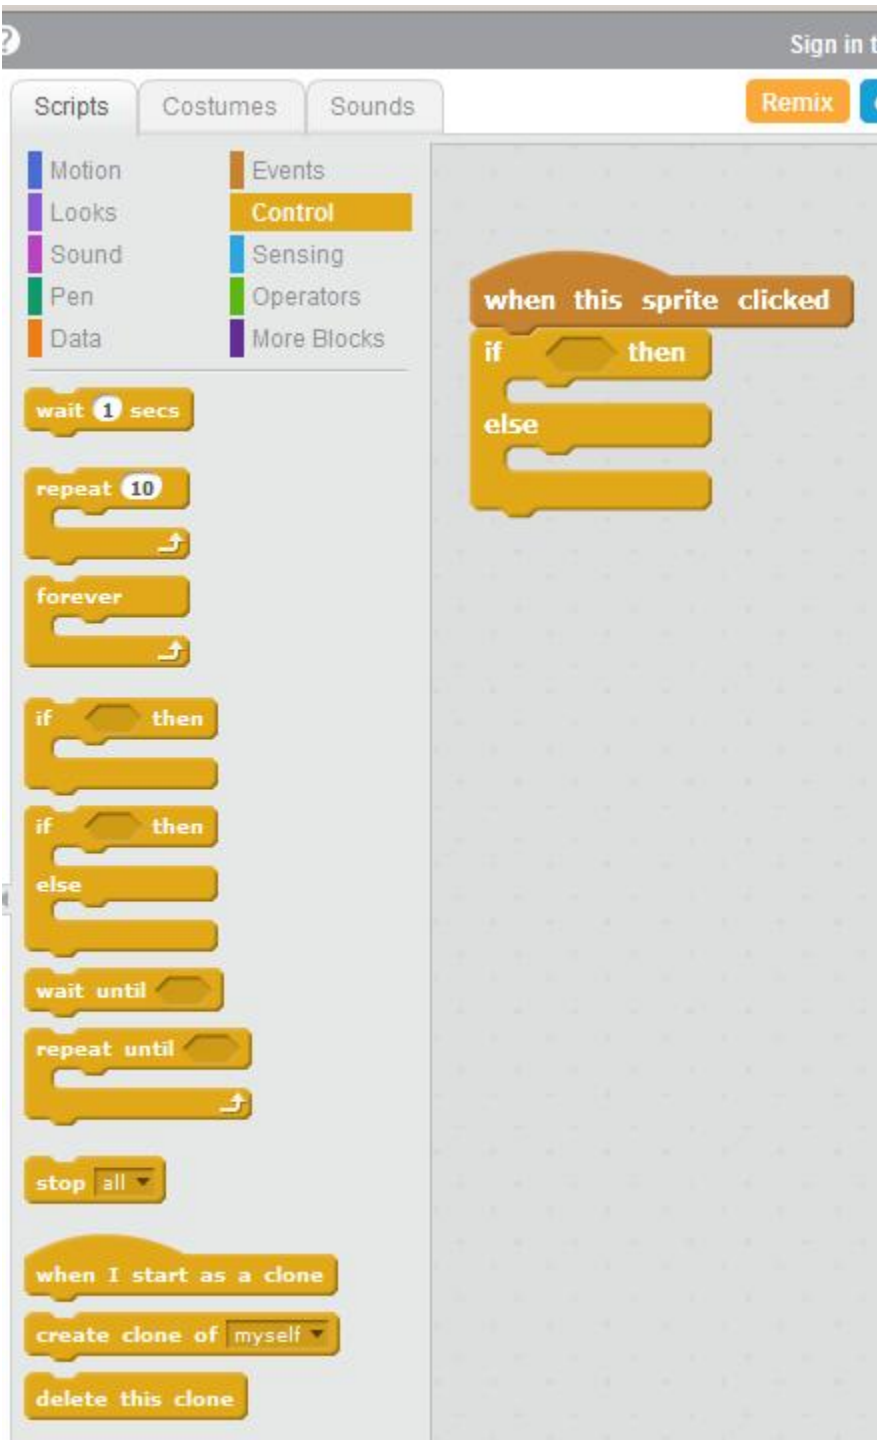 ?
Sign in t
Scripts Costumes Sounds
Remix
Motion Events
Looks Control
Sound Sensing
Pen Operators
Data More Blocks
when this sprite clicked
if then
else
wait 1 secs
repeat 10
forever
if then
if then
else
wait until
repeat until
stop all
when I start as a clone
create clone of myself
delete this clone